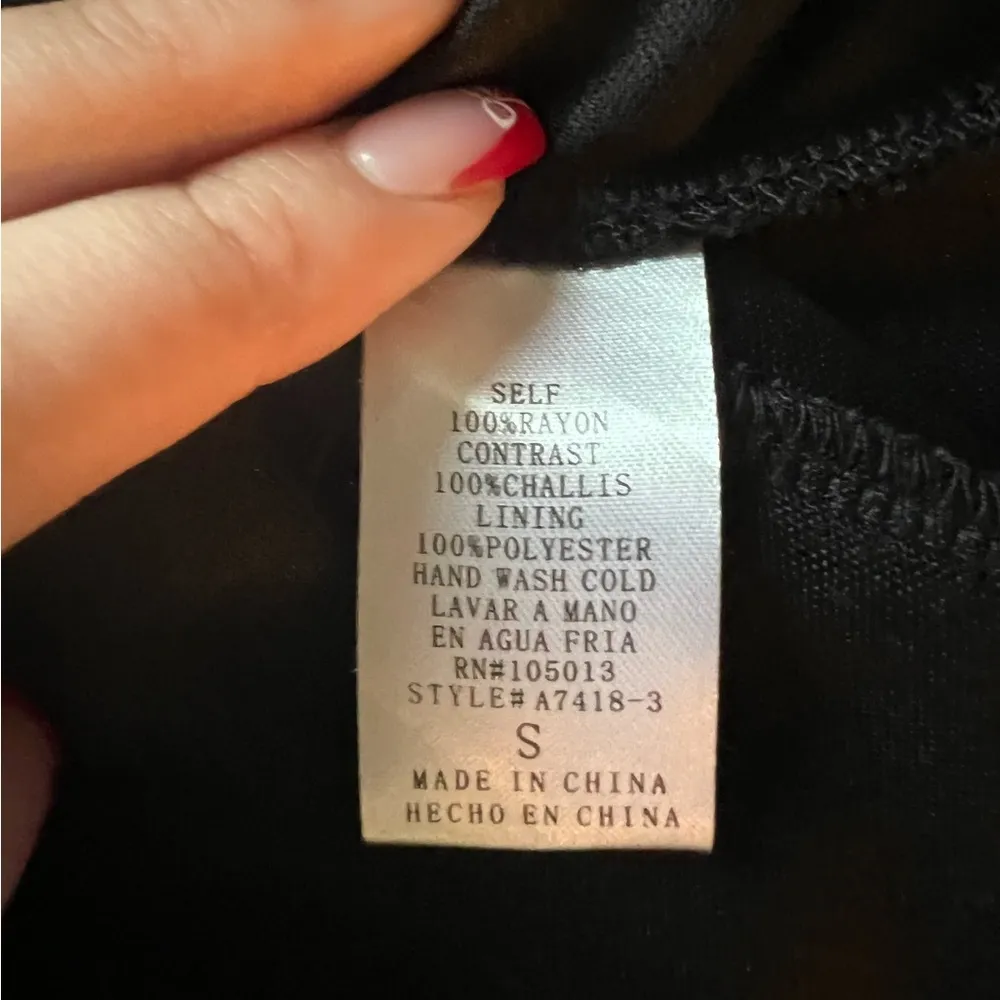 SELF
100%RAYON
CONTRAST
100%CHALLIS
LINING
100%POLYESTER
HAND WASH COLD
LAVAR A MANO
EN AGUA FRIA
RN#105013
STYLE# A7418-3
S
MADE IN CHINA
HECHO EN CHINA